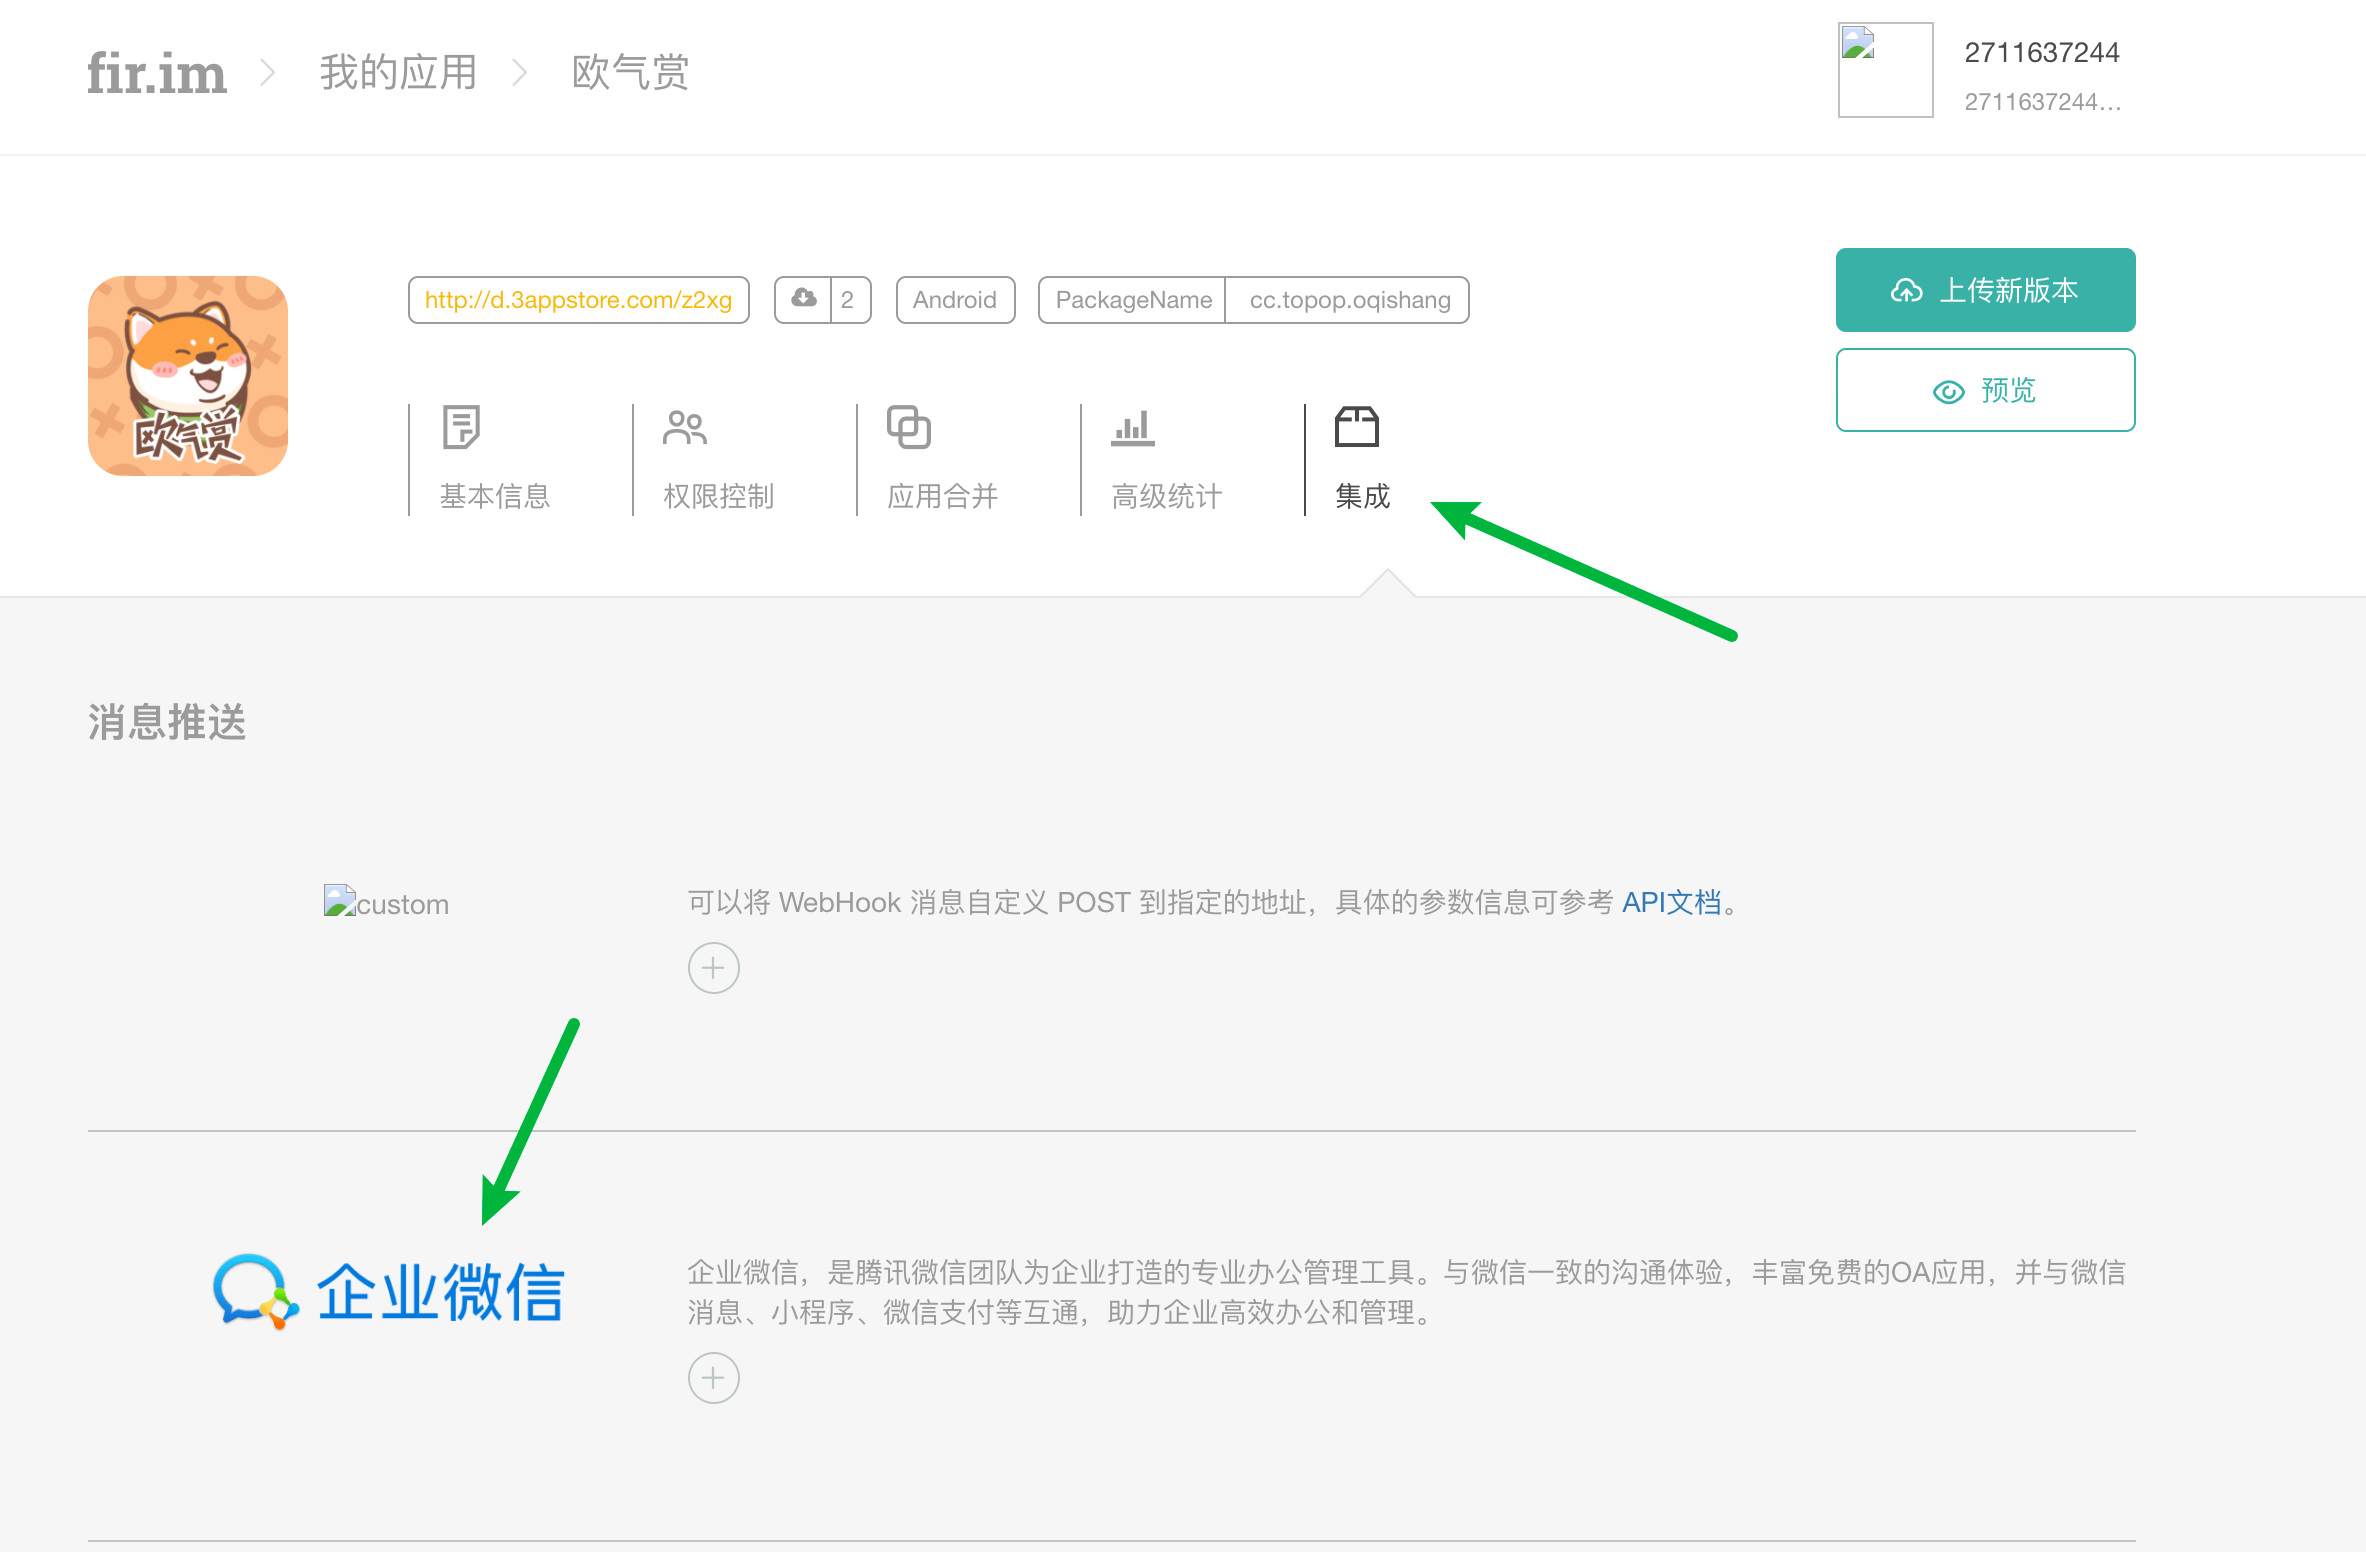 fir.im 我的应用 欧气赏
2711637244
2711637244...
http://d.3appstore.com/z2xg 2 Android PackageName cc.topop.oqishang
上传新版本
预览
欧气赏
基本信息 权限控制 应用合并 高级统计 集成
消息推送
custom
可以将 WebHook 消息自定义 POST 到指定的地址，具体的参数信息可参考 API文档。
企业微信
企业微信，是腾讯微信团队为企业打造的专业办公管理工具。与微信一致的沟通体验，丰富免费的OA应用，并与微信
消息、小程序、微信支付等互通，助力企业高效办公和管理。